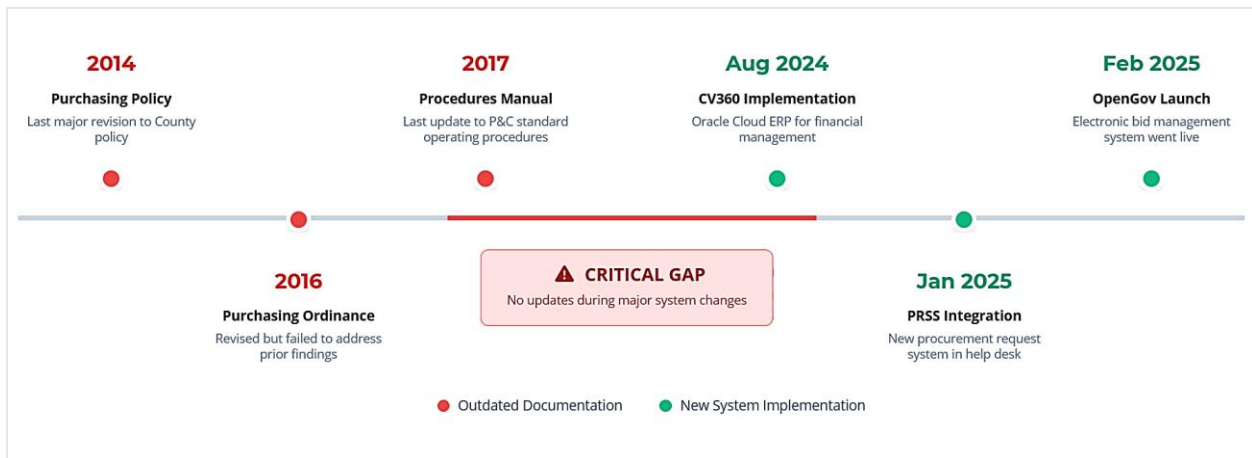 2014
Purchasing Policy
Last major revision to County
policy
2017
Procedures Manual
Last update to P&C standard
operating procedures
Aug 2024
CV360 Implementation
Oracle Cloud ERP for financial
management
Feb 2025
OpenGov Launch
Electronic bid management
system went live
2016
Purchasing Ordinance
Revised but failed to address
prior findings
CRITICAL GAP
No updates during major system changes
Jan 2025
PRSS Integration
New procurement request
system in help desk
Outdated Documentation
New System Implementation